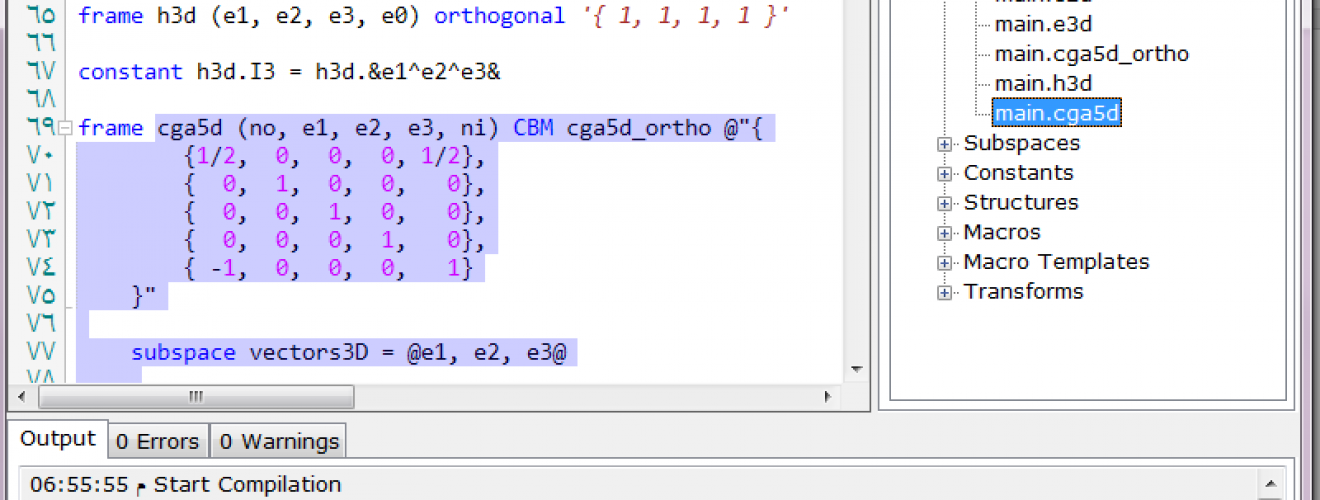 ٦٥ frame h3d (e1, e2, e3, e0) orthogonal '{ 1, 1, 1, 1 }'
٦٦
٦٧ constant h3d.I3 = h3d.&e1^e2^e3&
٦٨
٦٩ frame cga5d (no, e1, e2, e3, ni) CBM cga5d_ortho @"{
٧٠ {1/2, 0, 0, 0, 1/2},
٧١ { 0, 1, 0, 0, 0},
٧٢ { 0, 0, 1, 0, 0},
٧٣ { 0, 0, 0, 1, 0},
٧٤ { -1, 0, 0, 0, 1}
٧٥ }"
٧٦
٧٧ subspace vectors3D = @e1, e2, e3@
٧٨
main.e3d
main.cga5d_ortho
main.h3d
main.cga5d
Subspaces
Constants
Structures
Macros
Macro Templates
Transforms
Output 0 Errors 0 Warnings
06:55:55 م Start Compilation